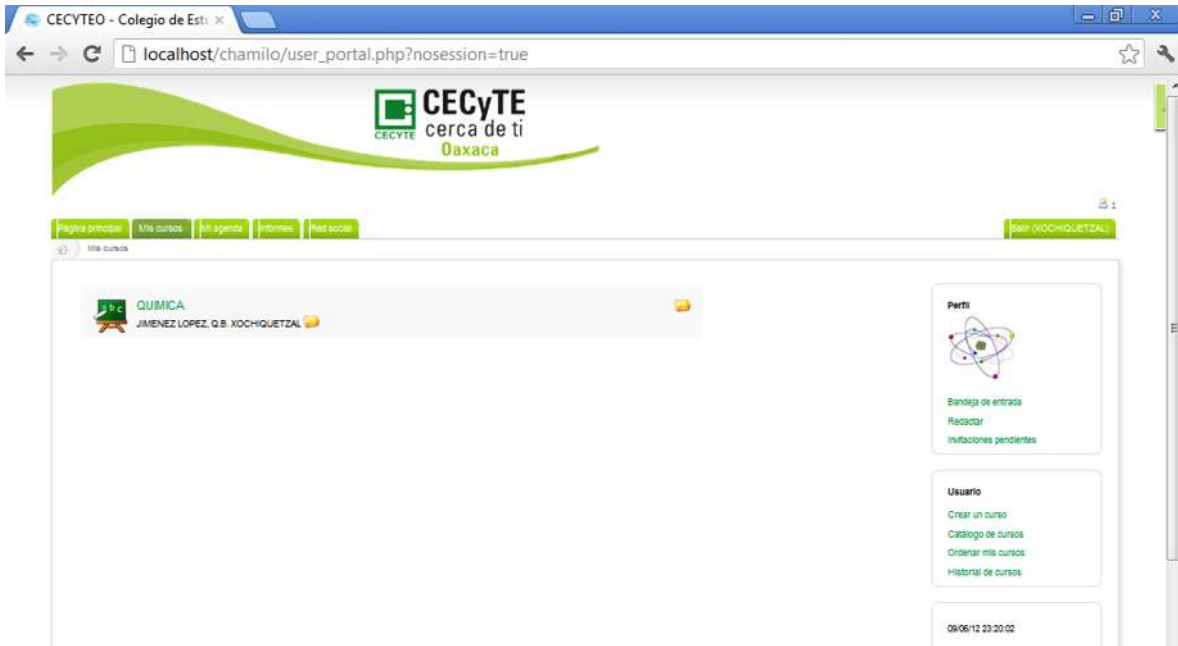 CECYTEO - Colegio de Estu
localhost/chamilo/user_portal.php?nosession=true
CECyTE
CECYTE cerca de ti
Oaxaca
1
Página principal Mis cursos Mi agenda Informes Red social Salir (XOCHIQUETZAL)
Mis cursos
QUIMICA
JIMENEZ LOPEZ, Q.B. XOCHIQUETZAL
Perfil
Bandeja de entrada
Redactar
Invitaciones pendientes
Usuario
Crear un curso
Catálogo de cursos
Ordenar mis cursos
Historial de cursos
09/06/12 23:20:02